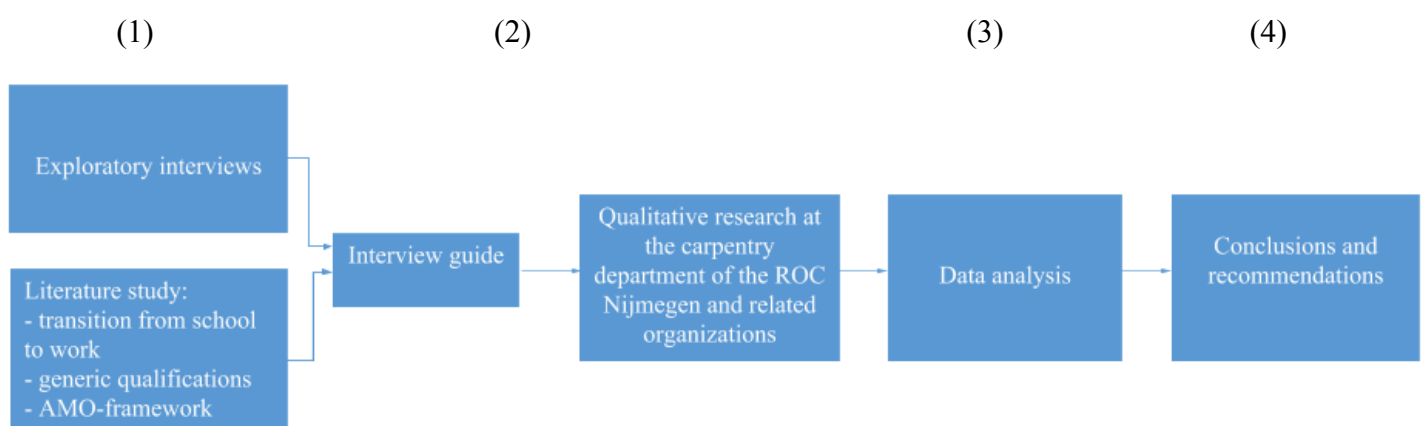 (1)
(2)
(3)
(4)
Exploratory interviews
Literature study:
- transition from school
to work
- generic qualifications
- AMO-framework
Interview guide
Qualitative research at
the carpentry
department of the ROC
Nijmegen and related
organizations
Data analysis
Conclusions and
recommendations